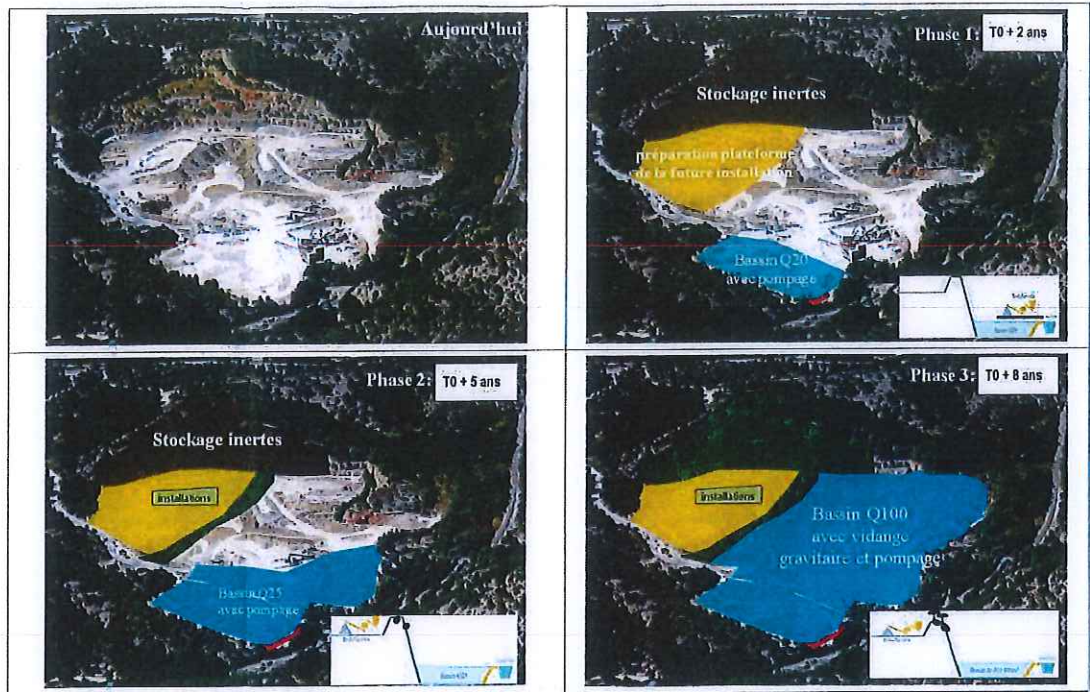 Aujourd'hui
Phase 1: T0 + 2 ans
Stockage inertes
préparation plateforme
de la future installation
Bassin Q20
avec pompage
Phase 2: T0 + 5 ans
Stockage inertes
installations
Bassin Q25
avec pompage
Phase 3: T0 + 8 ans
installations
Bassin Q100
avec vidange
gravitaire et pompage